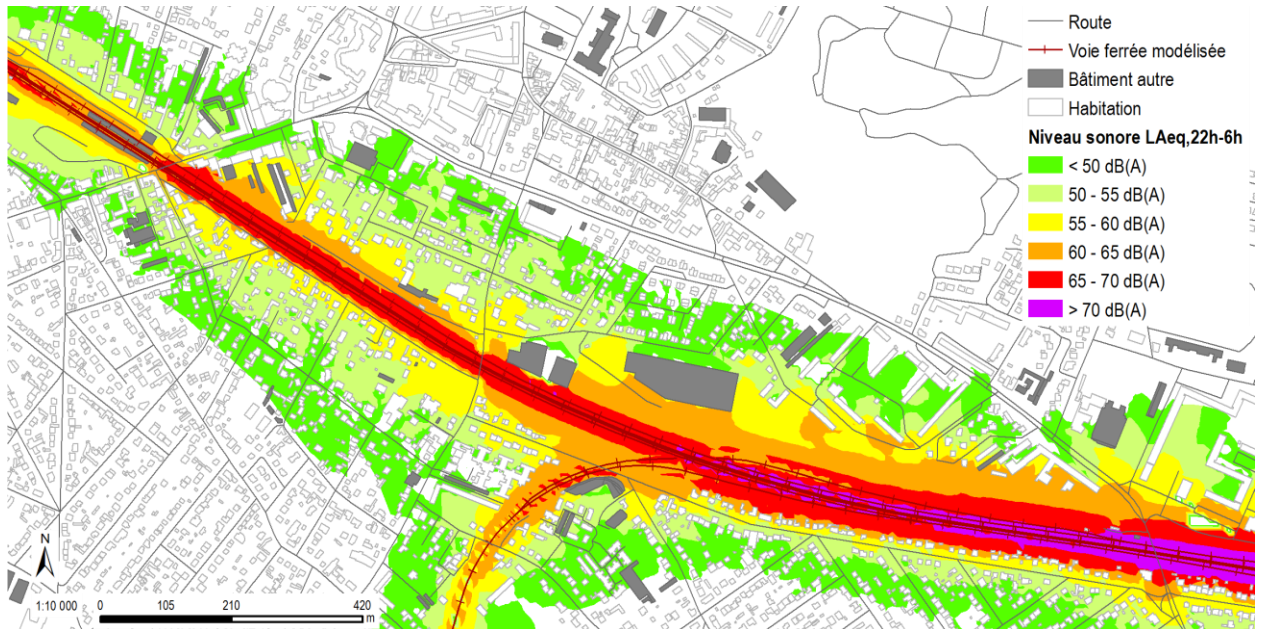 Route
Voie ferrée modélisée
Bâtiment autre
Habitation
Niveau sonore LAeq,22h-6h
< 50 dB(A)
50 - 55 dB(A)
55 - 60 dB(A)
60 - 65 dB(A)
65 - 70 dB(A)
> 70 dB(A)
N
1:10 000 0 105 210 420
m